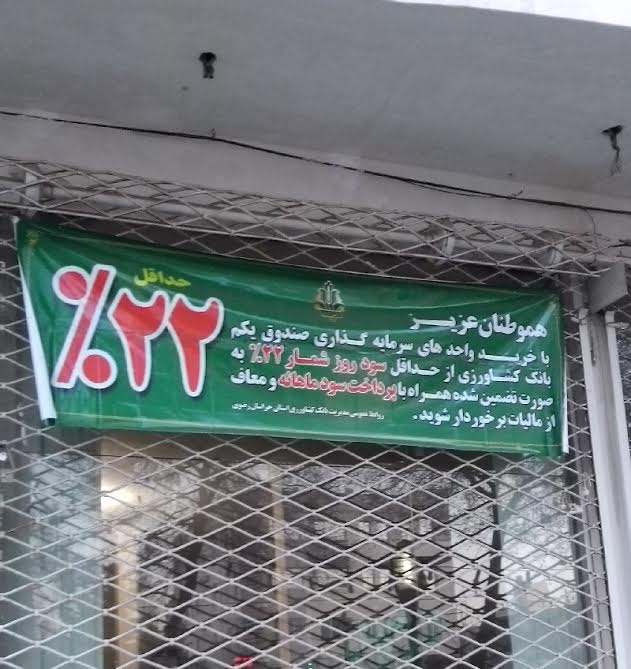 حداقل
%۲۲
هموطنان عزیز
با خرید واحد های سرمایه گذاری صندوق یکم
بانک کشاورزی از حداقل سود روز شمار ۲۲% به
صورت تضمین شده همراه با پرداخت سود ماهانه و معاف
از مالیات برخوردار شوید.
روابط عمومی مدیریت بانک کشاورزی استان خراسان رضوی